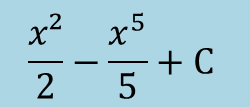 x²/2 − x⁵/5 + C